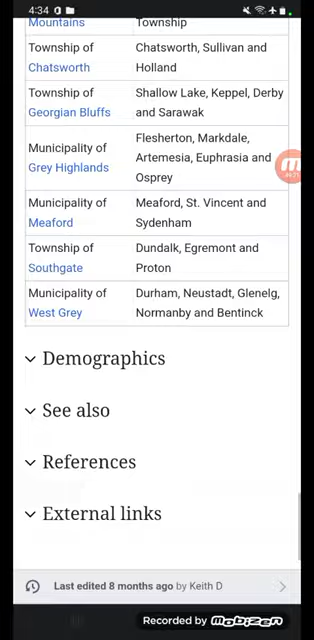 4:34
Mountains Township
Township of Chatsworth, Sullivan and
Chatsworth Holland
Township of Shallow Lake, Keppel, Derby
Georgian Bluffs and Sarawak
Flesherton, Markdale,
Municipality of Artemesia, Euphrasia and
Grey Highlands Osprey
Municipality of Meaford, St. Vincent and
Meaford Sydenham
Township of Dundalk, Egremont and
Southgate Proton
Municipality of Durham, Neustadt, Glenelg,
West Grey Normanby and Bentinck
Demographics
See also
References
External links
Last edited 8 months ago by Keith D
Recorded by mobizen